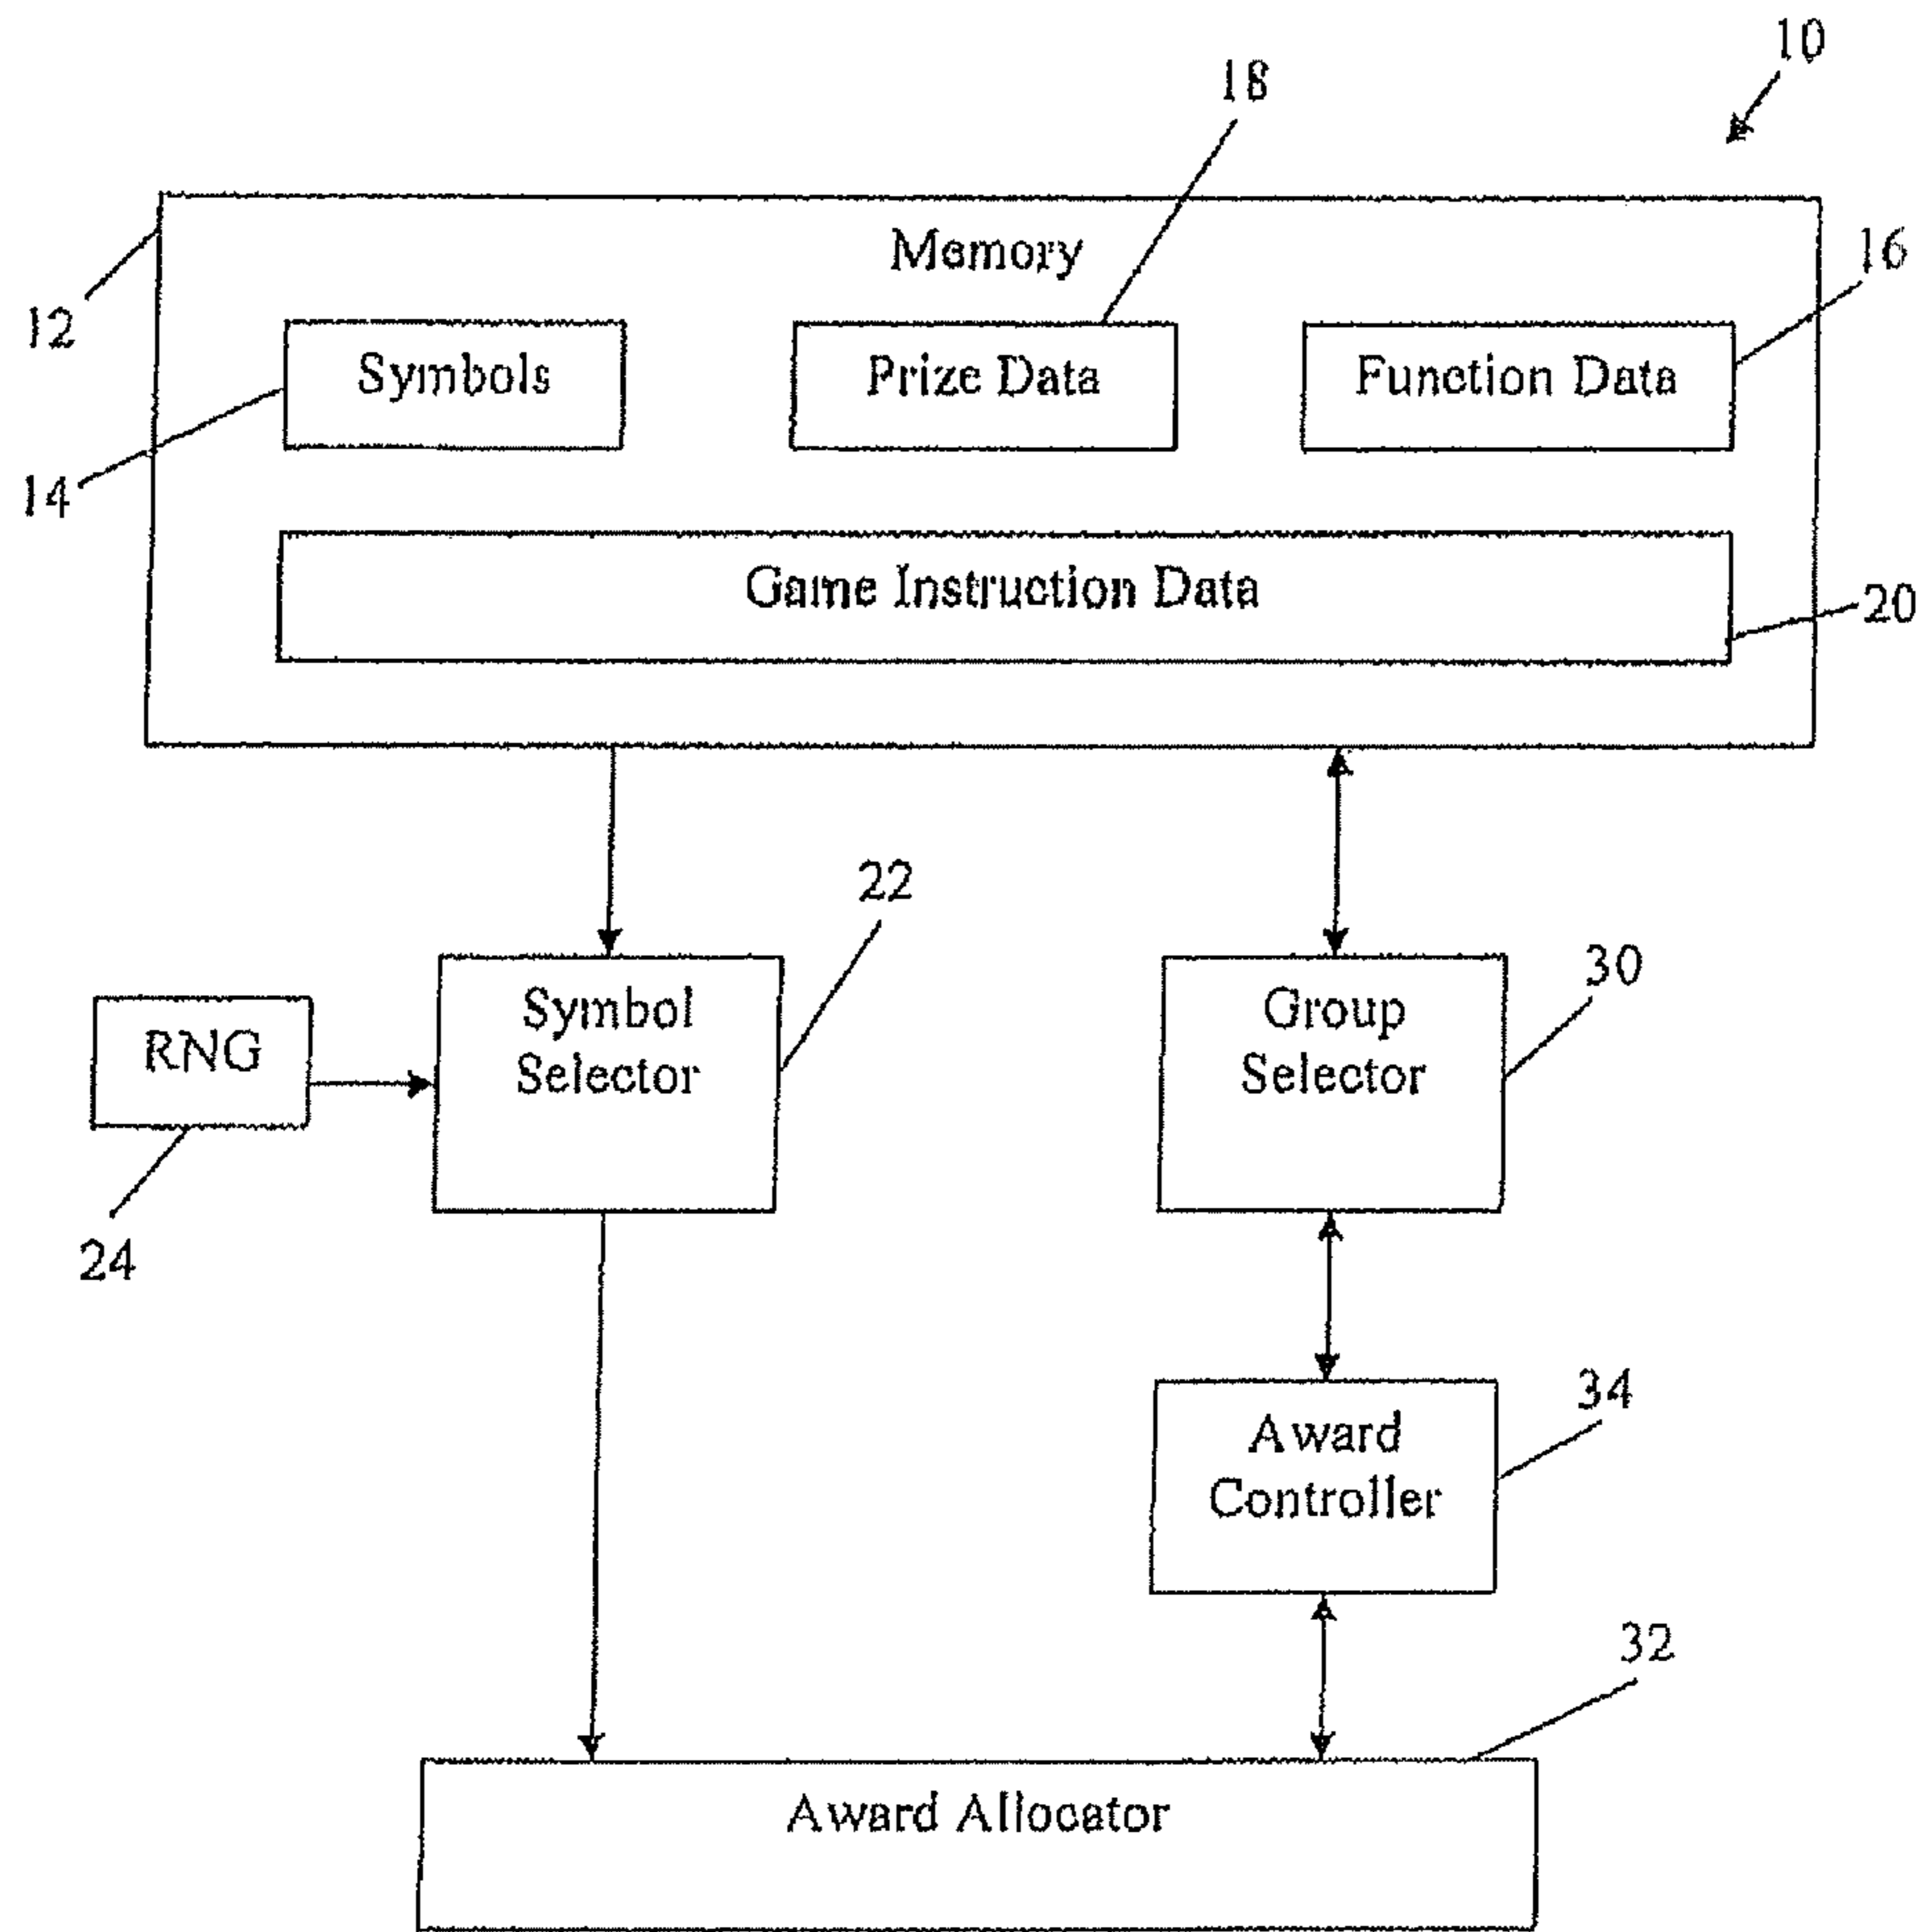 10
18
Memory
16
12
Symbols
Prize Data
Function Data
14
Game Instruction Data
20
22
30
Symbol
Selector
Group
Selector
RNG
24
34
Award
Controller
32
Award Allocator